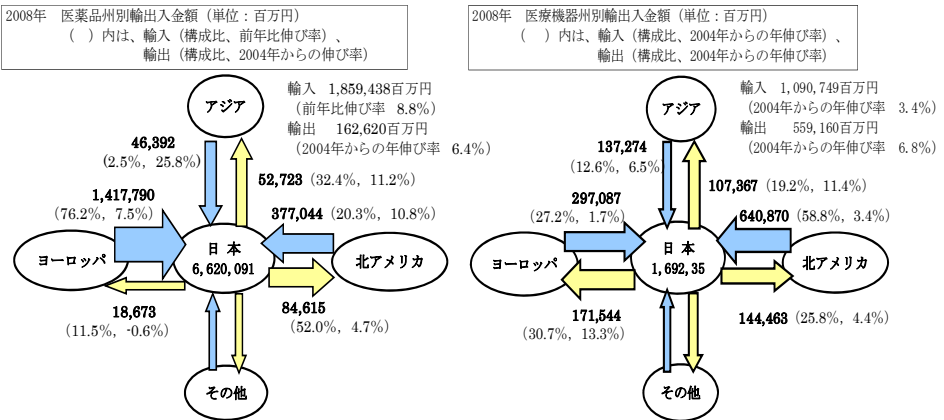 2008年　医薬品州別輸出入金額（単位：百万円）
（　）内は、輸入（構成比、前年比伸び率）、
輸出（構成比、2004年からの伸び率）
輸入　1,859,438百万円
（前年比伸び率　8.8%）
輸出　162,620百万円
（2004年からの年伸び率　6.4%）
アジア
46,392
（2.5%, 25.8%）
52,723（32.4%, 11.2%）
1,417,790
（76.2%, 7.5%）
377,044（20.3%, 10.8%）
ヨーロッパ
日 本
6,620,091
北アメリカ
18,673
（11.5%, -0.6%）
84,615
（52.0%, 4.7%）
その他
2008年　医療機器州別輸出入金額（単位：百万円）
（　）内は、輸入（構成比、2004年からの年伸び率）、
輸出（構成比、2004年からの年伸び率）
輸入　1,090,749百万円
（2004年からの年伸び率　3.4%）
輸出　559,160百万円
（2004年からの年伸び率　6.8%）
アジア
137,274
（12.6%, 6.5%）
107,367（19.2%, 11.4%）
297,087
（27.2%, 1.7%）
640,870（58.8%, 3.4%）
ヨーロッパ
日 本
1,692,35
北アメリカ
171,544
（30.7%, 13.3%）
144,463（25.8%, 4.4%）
その他